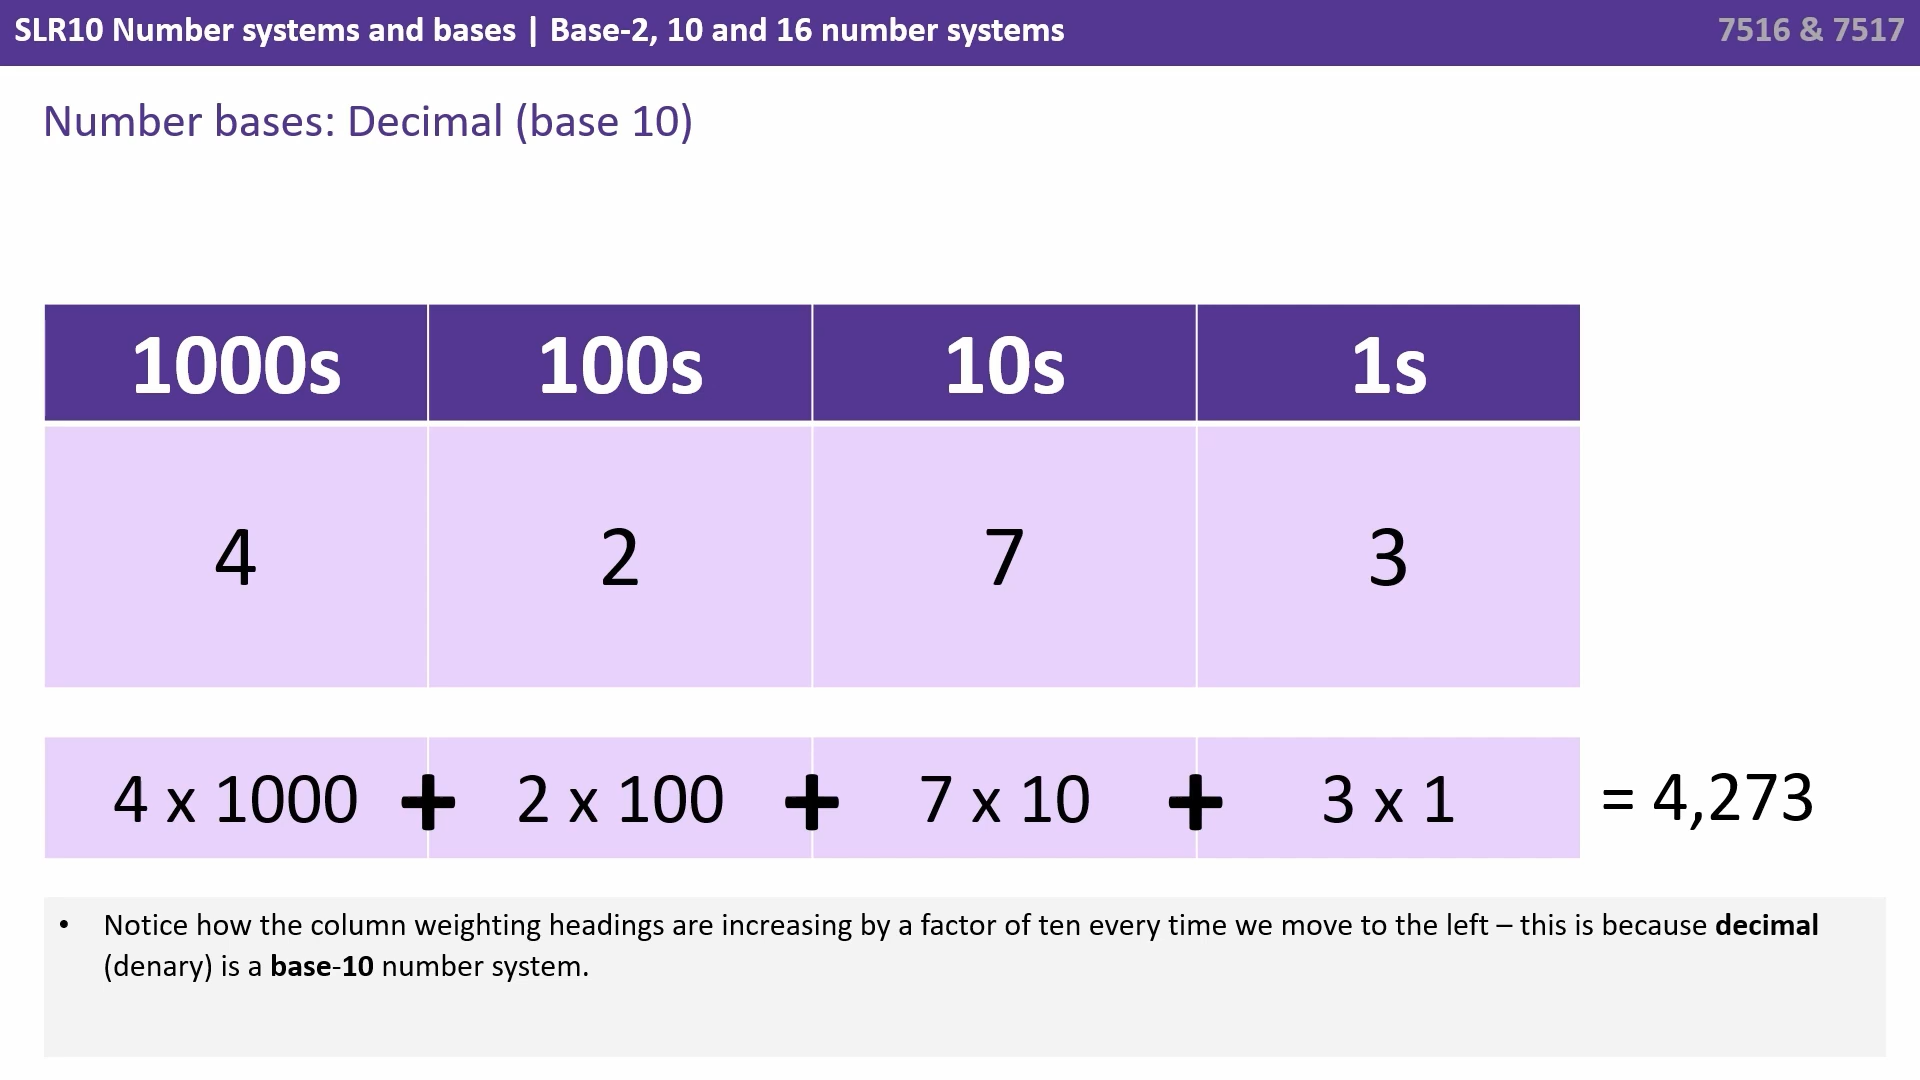 SLR10 Number systems and bases | Base-2, 10 and 16 number systems
7516 & 7517
Number bases: Decimal (base 10)
1000s 100s 10s 1s
4 2 7 3
4 x 1000 + 2 x 100 + 7 x 10 + 3 x 1 = 4,273
• Notice how the column weighting headings are increasing by a factor of ten every time we move to the left – this is because decimal
(denary) is a base-10 number system.